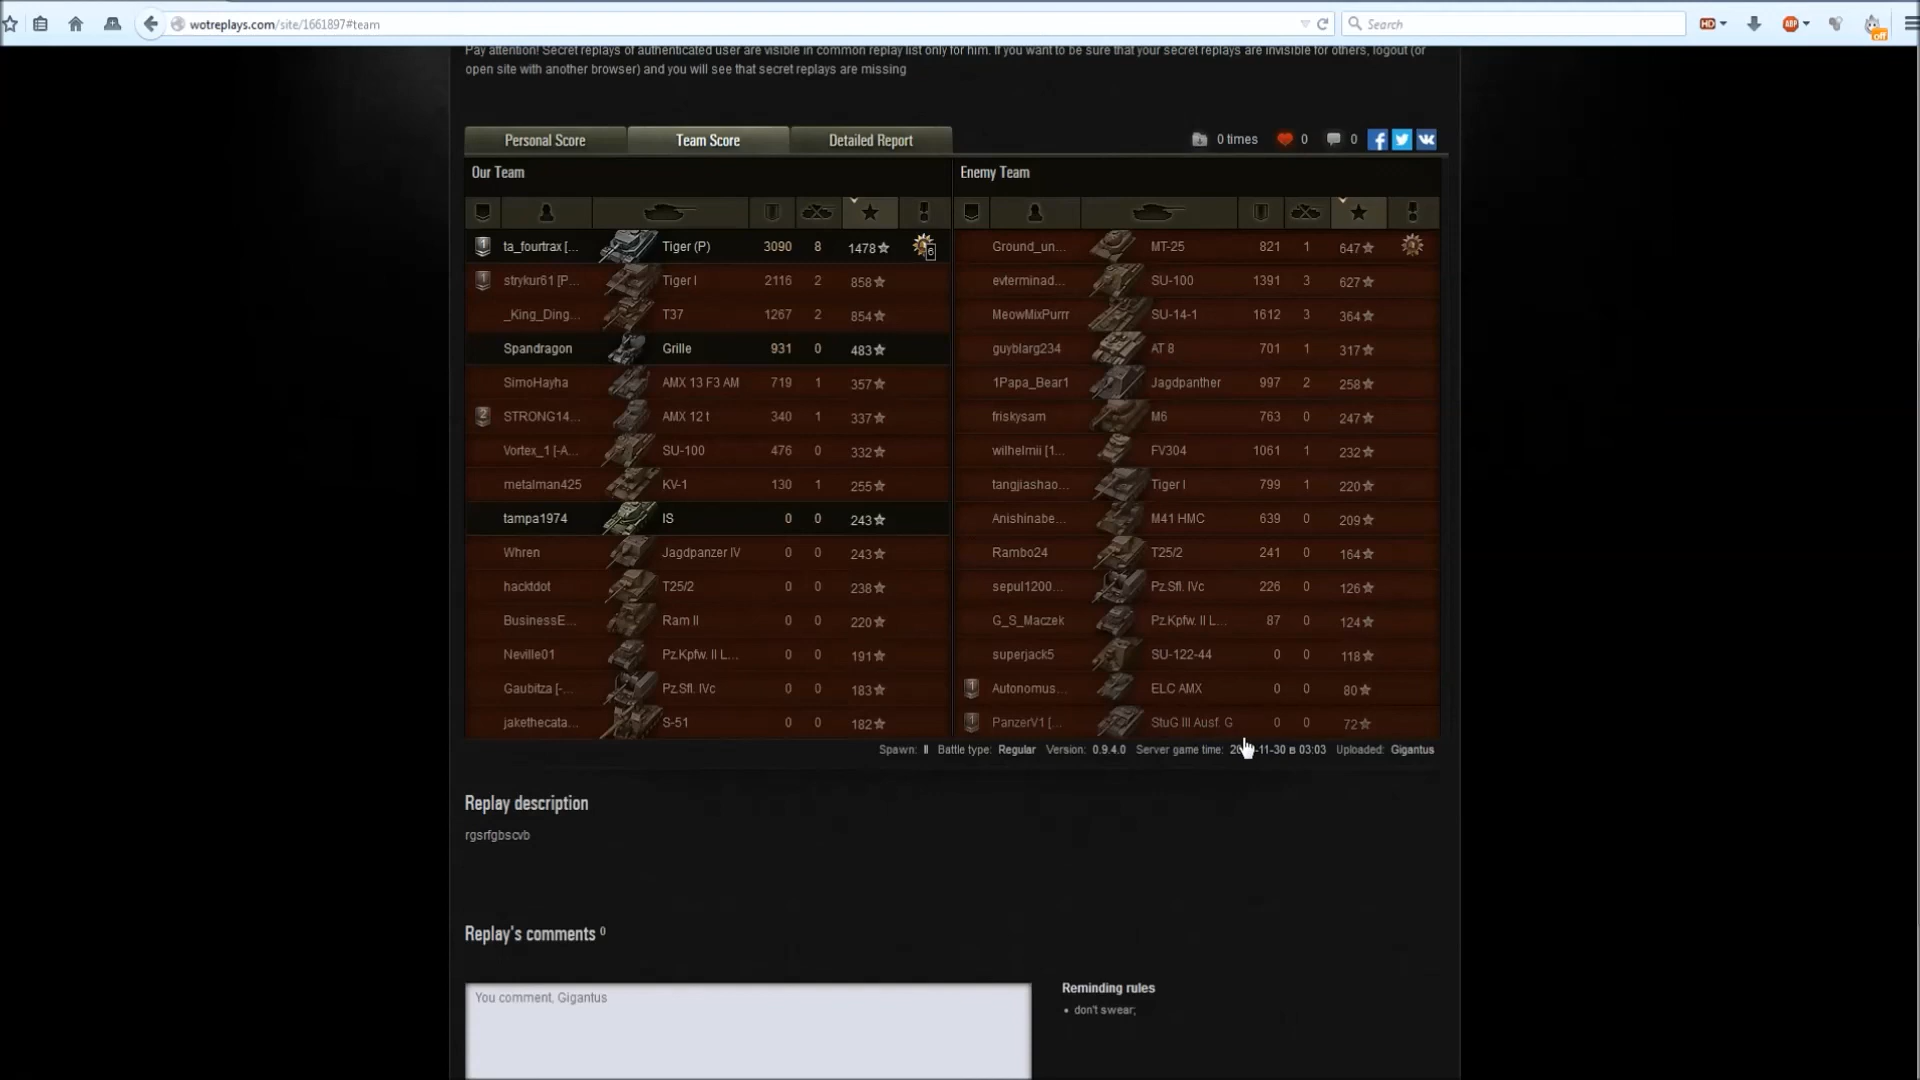 wotreplays.com/site/1661897#team
Search
HD
ABP
off
Pay attention! Secret replays of authenticated user are visible in common replay list only for him. If you want to be sure that your secret replays are invisible for others, logout (or
open site with another browser) and you will see that secret replays are missing
Personal Score Team Score Detailed Report 0 times 0 0
Our Team Enemy Team
1 ta_fourtrax [... Tiger (P) 3090 8 1478 6 Ground_un... MT-25 821 1 647
1 strykur61 [P... Tiger I 2116 2 858 evterminad... SU-100 1391 3 627
_King_Ding... T37 1267 2 854 MeowMixPurrr SU-14-1 1612 3 364
Spandragon Grille 931 0 483 guyblarg234 AT 8 701 1 317
SimoHayha AMX 13 F3 AM 719 1 357 1Papa_Bear1 Jagdpanther 997 2 258
2 STRONG14... AMX 12 t 340 1 337 friskysam M6 763 0 247
Vortex_1 [-A... SU-100 476 0 332 wilhelmii [1... FV304 1061 1 232
metalman425 KV-1 130 1 255 tangjiashao... Tiger I 799 1 220
tampa1974 IS 0 0 243 Anishinabe... M41 HMC 639 0 209
Whren Jagdpanzer IV 0 0 243 Rambo24 T25/2 241 0 164
hacktdot T25/2 0 0 238 sepul1200... Pz.Sfl. IVc 226 0 126
BusinessE... Ram II 0 0 220 G_S_Maczek Pz.Kpfw. II L... 87 0 124
Neville01 Pz.Kpfw. II L... 0 0 191 superjack5 SU-122-44 0 0 118
Gaubitza [-... Pz.Sfl. IVc 0 0 183 1 Autonomus... ELC AMX 0 0 80
jakethecata... S-51 0 0 182 1 PanzerV1 [... StuG III Ausf. G 0 0 72
Spawn: II Battle type: Regular Version: 0.9.4.0 Server game time: -11-30 в 03:03 Uploaded: Gigantus
Replay description
rgsrfgbscvb
Replay's comments 0
You comment, Gigantus
Reminding rules
• don't swear;